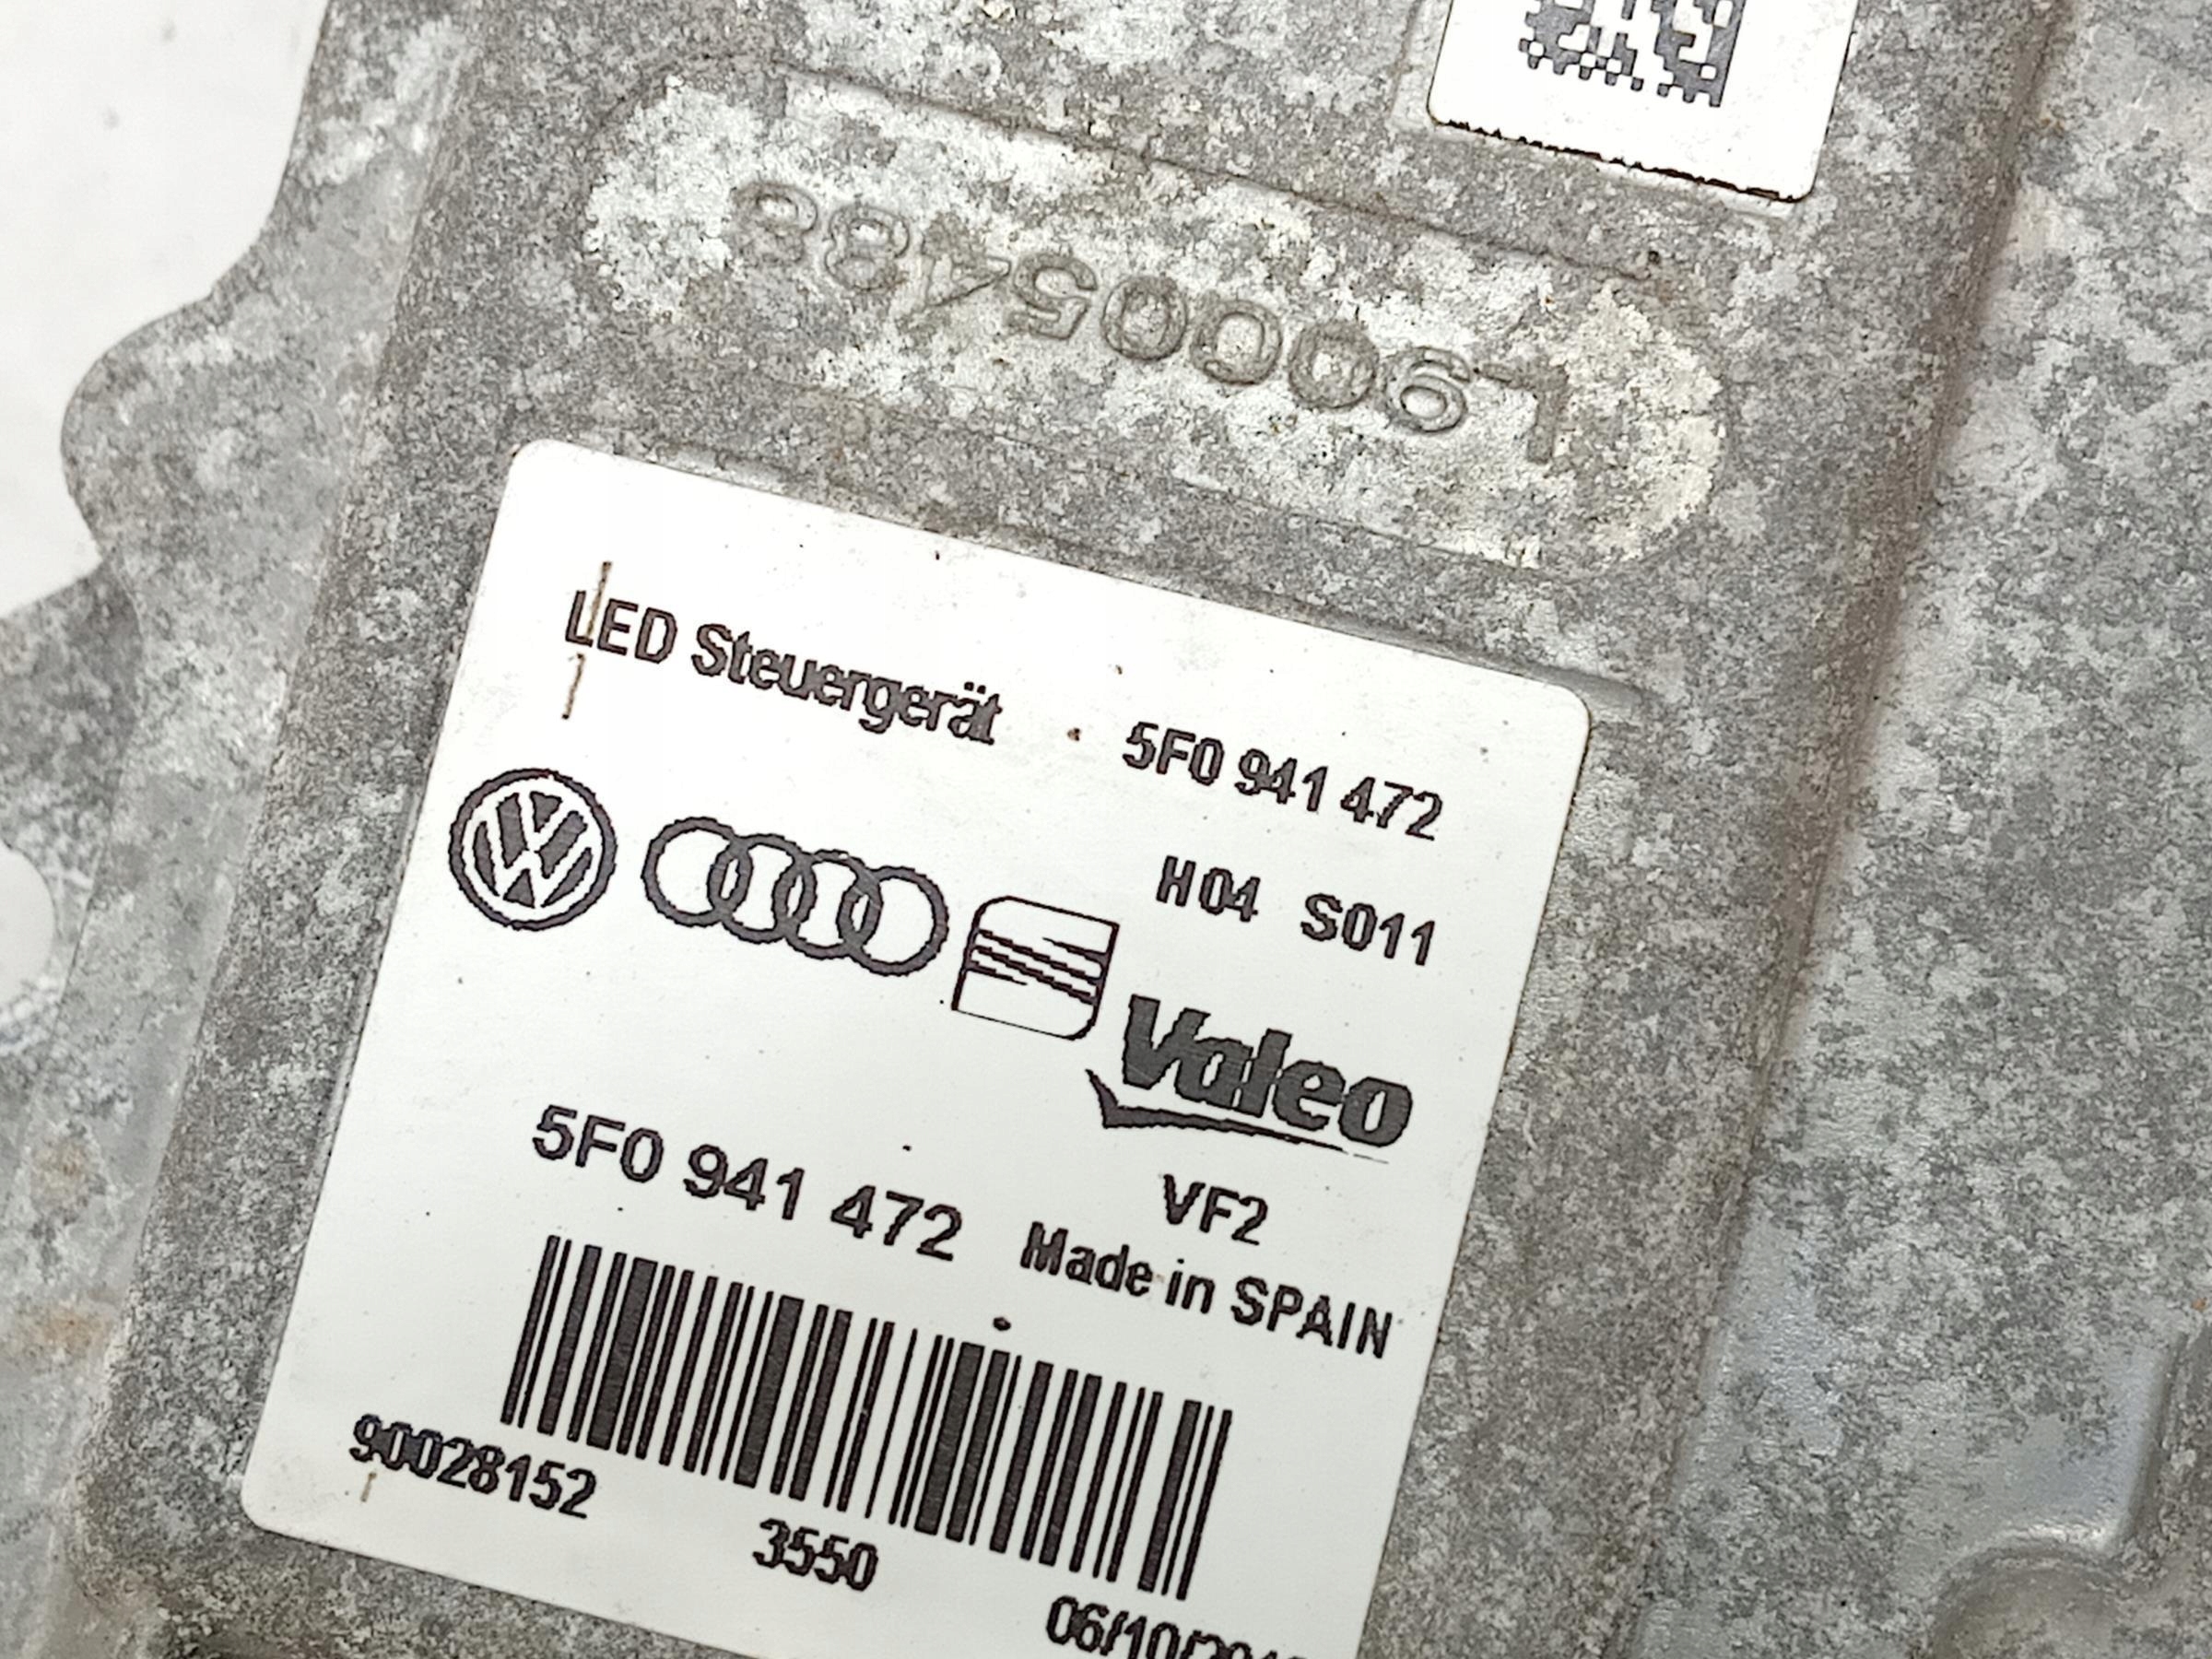 L90005488
LED Steuergerät 5F0 941 472
H04 S011
Valeo
5F0 941 472 VF2
Made in SPAIN
90028152 3550